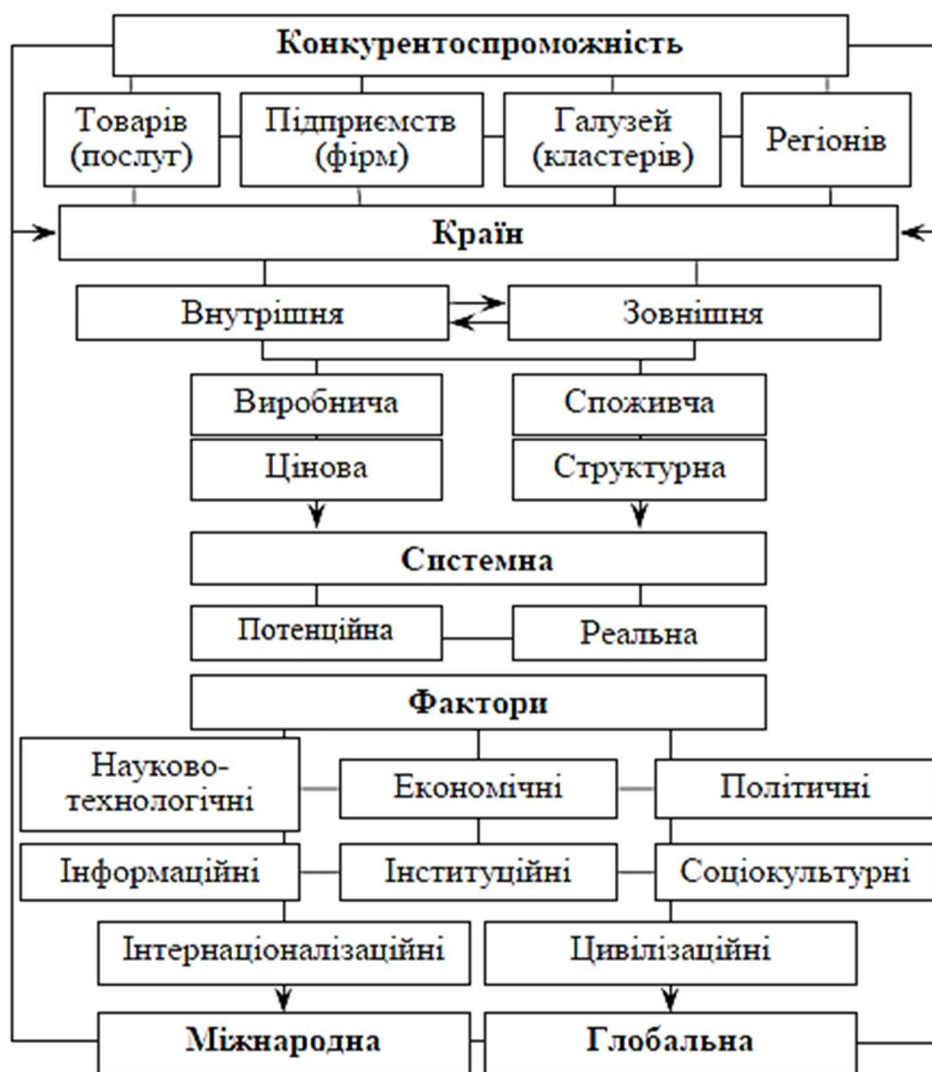 Конкурентоспроможність
Товарів
(послуг)
Підприємств
(фірм)
Галузей
(кластерів)
Регіонів
Країн
Внутрішня
Зовнішня
Виробнича
Споживча
Цінова
Структурна
Системна
Потенційна
Реальна
Фактори
Науково-
технологічні
Економічні
Політичні
Інформаційні
Інституційні
Соціокультурні
Інтернаціоналізаційні
Цивілізаційні
Міжнародна
Глобальна